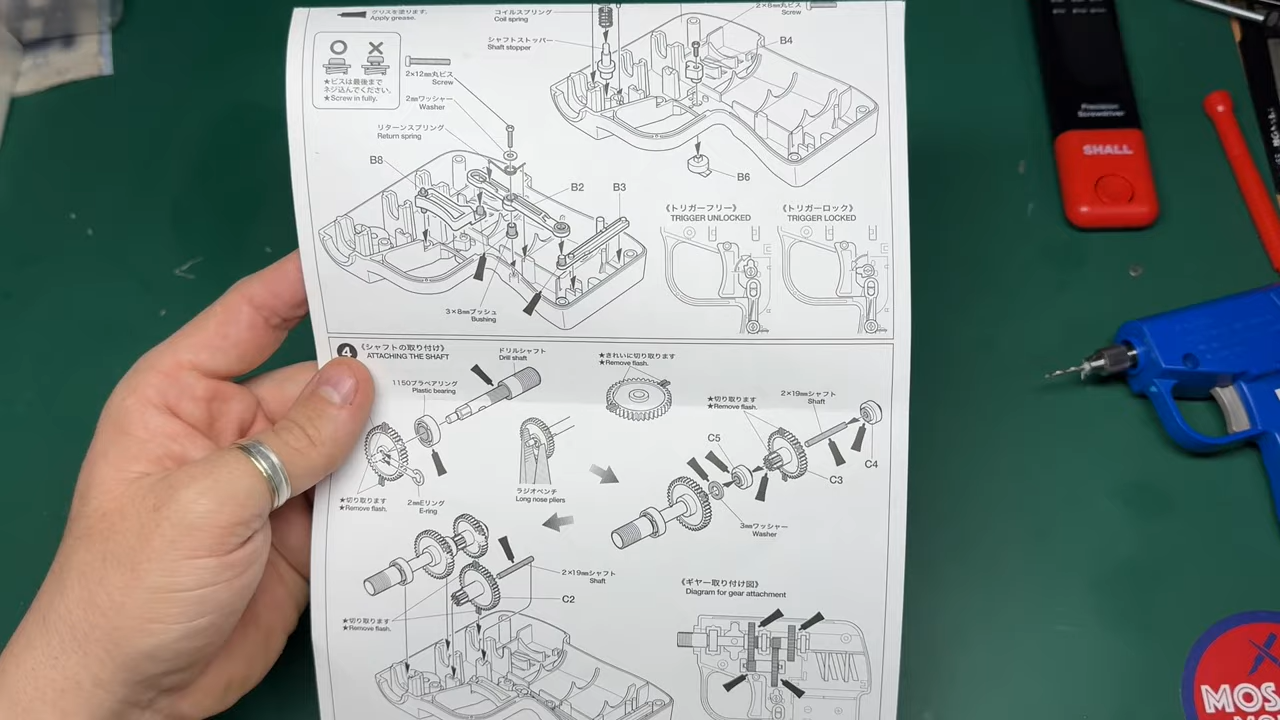 グリスを塗ります。
Apply grease.
コイルスプリング
Coil spring
シャフトストッパー
Shaft stopper
2×8㎜丸ビス
Screw
B4
★ビスは最後まで
ネジ込んでください。
★Screw in fully.
2×12㎜丸ビス
Screw
2㎜ワッシャー
Washer
リターンスプリング
Return spring
B8
B2
B3
B6
《トリガーフリー》
TRIGGER UNLOCKED
《トリガーロック》
TRIGGER LOCKED
3×8㎜ブッシュ
Bushing
4
《シャフトの取り付け》
ATTACHING THE SHAFT
ドリルシャフト
Drill shaft
1150プラベアリング
Plastic bearing
★きれいに切り取ります
★Remove flash.
★切り取ります
★Remove flash.
2×19㎜シャフト
Shaft
C4
C5
C3
★切り取ります
★Remove flash.
2㎜Eリング
E-ring
ラジオペンチ
Long nose pliers
3㎜ワッシャー
Washer
2×19㎜シャフト
Shaft
C2
★切り取ります
★Remove flash.
《ギヤー取り付け図》
Diagram for gear attachment
Precision
Screwdriver
SHALL
MOS